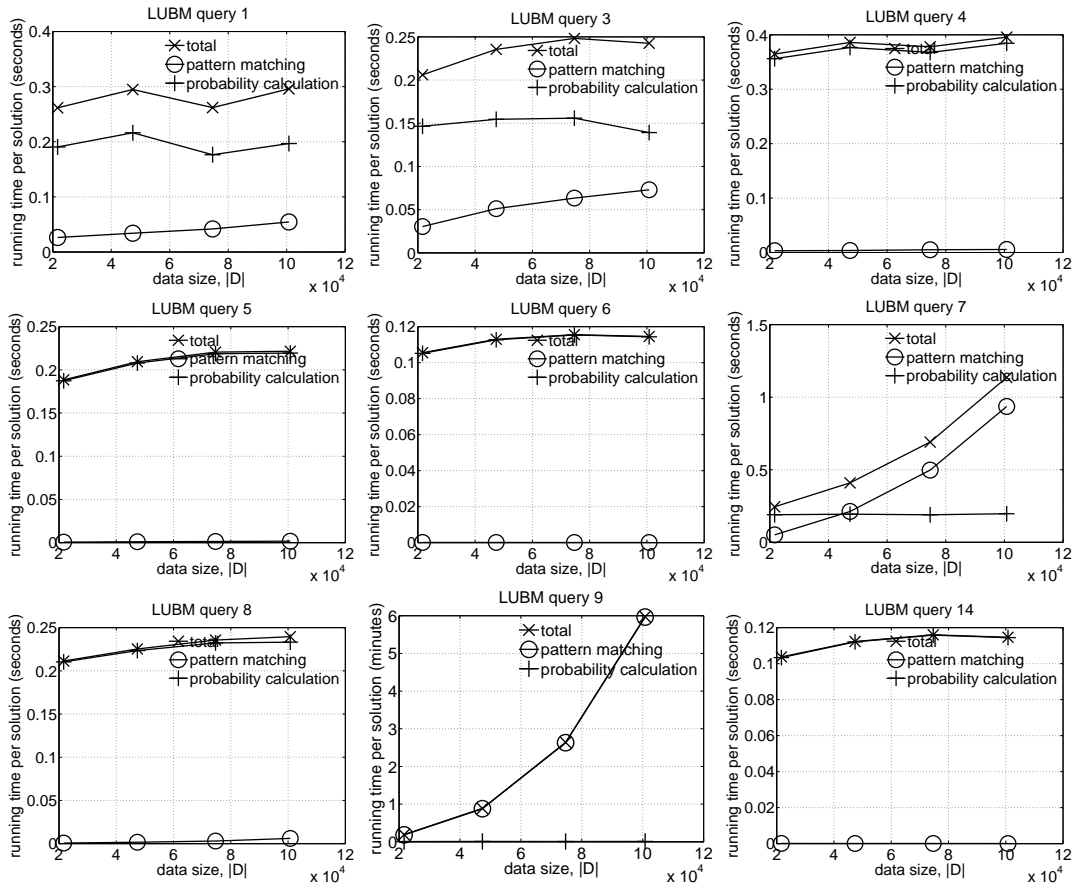 LUBM query 1
running time per solution (seconds)
0.4
0.3
0.2
0.1
0
total
pattern matching
probability calculation
2 4 6 8 10 12
data size, |D|
x 10^4
LUBM query 3
running time per solution (seconds)
0.25
0.2
0.15
0.1
0.05
0
total
pattern matching
probability calculation
2 4 6 8 10 12
data size, |D|
x 10^4
LUBM query 4
running time per solution (seconds)
0.4
0.3
0.2
0.1
0
total
pattern matching
probability calculation
2 4 6 8 10 12
data size, |D|
x 10^4
LUBM query 5
running time per solution (seconds)
0.25
0.2
0.15
0.1
0.05
0
total
pattern matching
probability calculation
2 4 6 8 10 12
data size, |D|
x 10^4
LUBM query 6
running time per solution (seconds)
0.12
0.1
0.08
0.06
0.04
0.02
0
total
pattern matching
probability calculation
2 4 6 8 10 12
data size, |D|
x 10^4
LUBM query 7
running time per solution (seconds)
1.5
1
0.5
0
total
pattern matching
probability calculation
2 4 6 8 10 12
data size, |D|
x 10^4
LUBM query 8
running time per solution (seconds)
0.25
0.2
0.15
0.1
0.05
0
total
pattern matching
probability calculation
2 4 6 8 10 12
data size, |D|
x 10^4
LUBM query 9
running time per solution (minutes)
6
5
4
3
2
1
0
total
pattern matching
probability calculation
2 4 6 8 10 12
data size, |D|
x 10^4
LUBM query 14
running time per solution (seconds)
0.12
0.1
0.08
0.06
0.04
0.02
0
total
pattern matching
probability calculation
2 4 6 8 10 12
data size, |D|
x 10^4